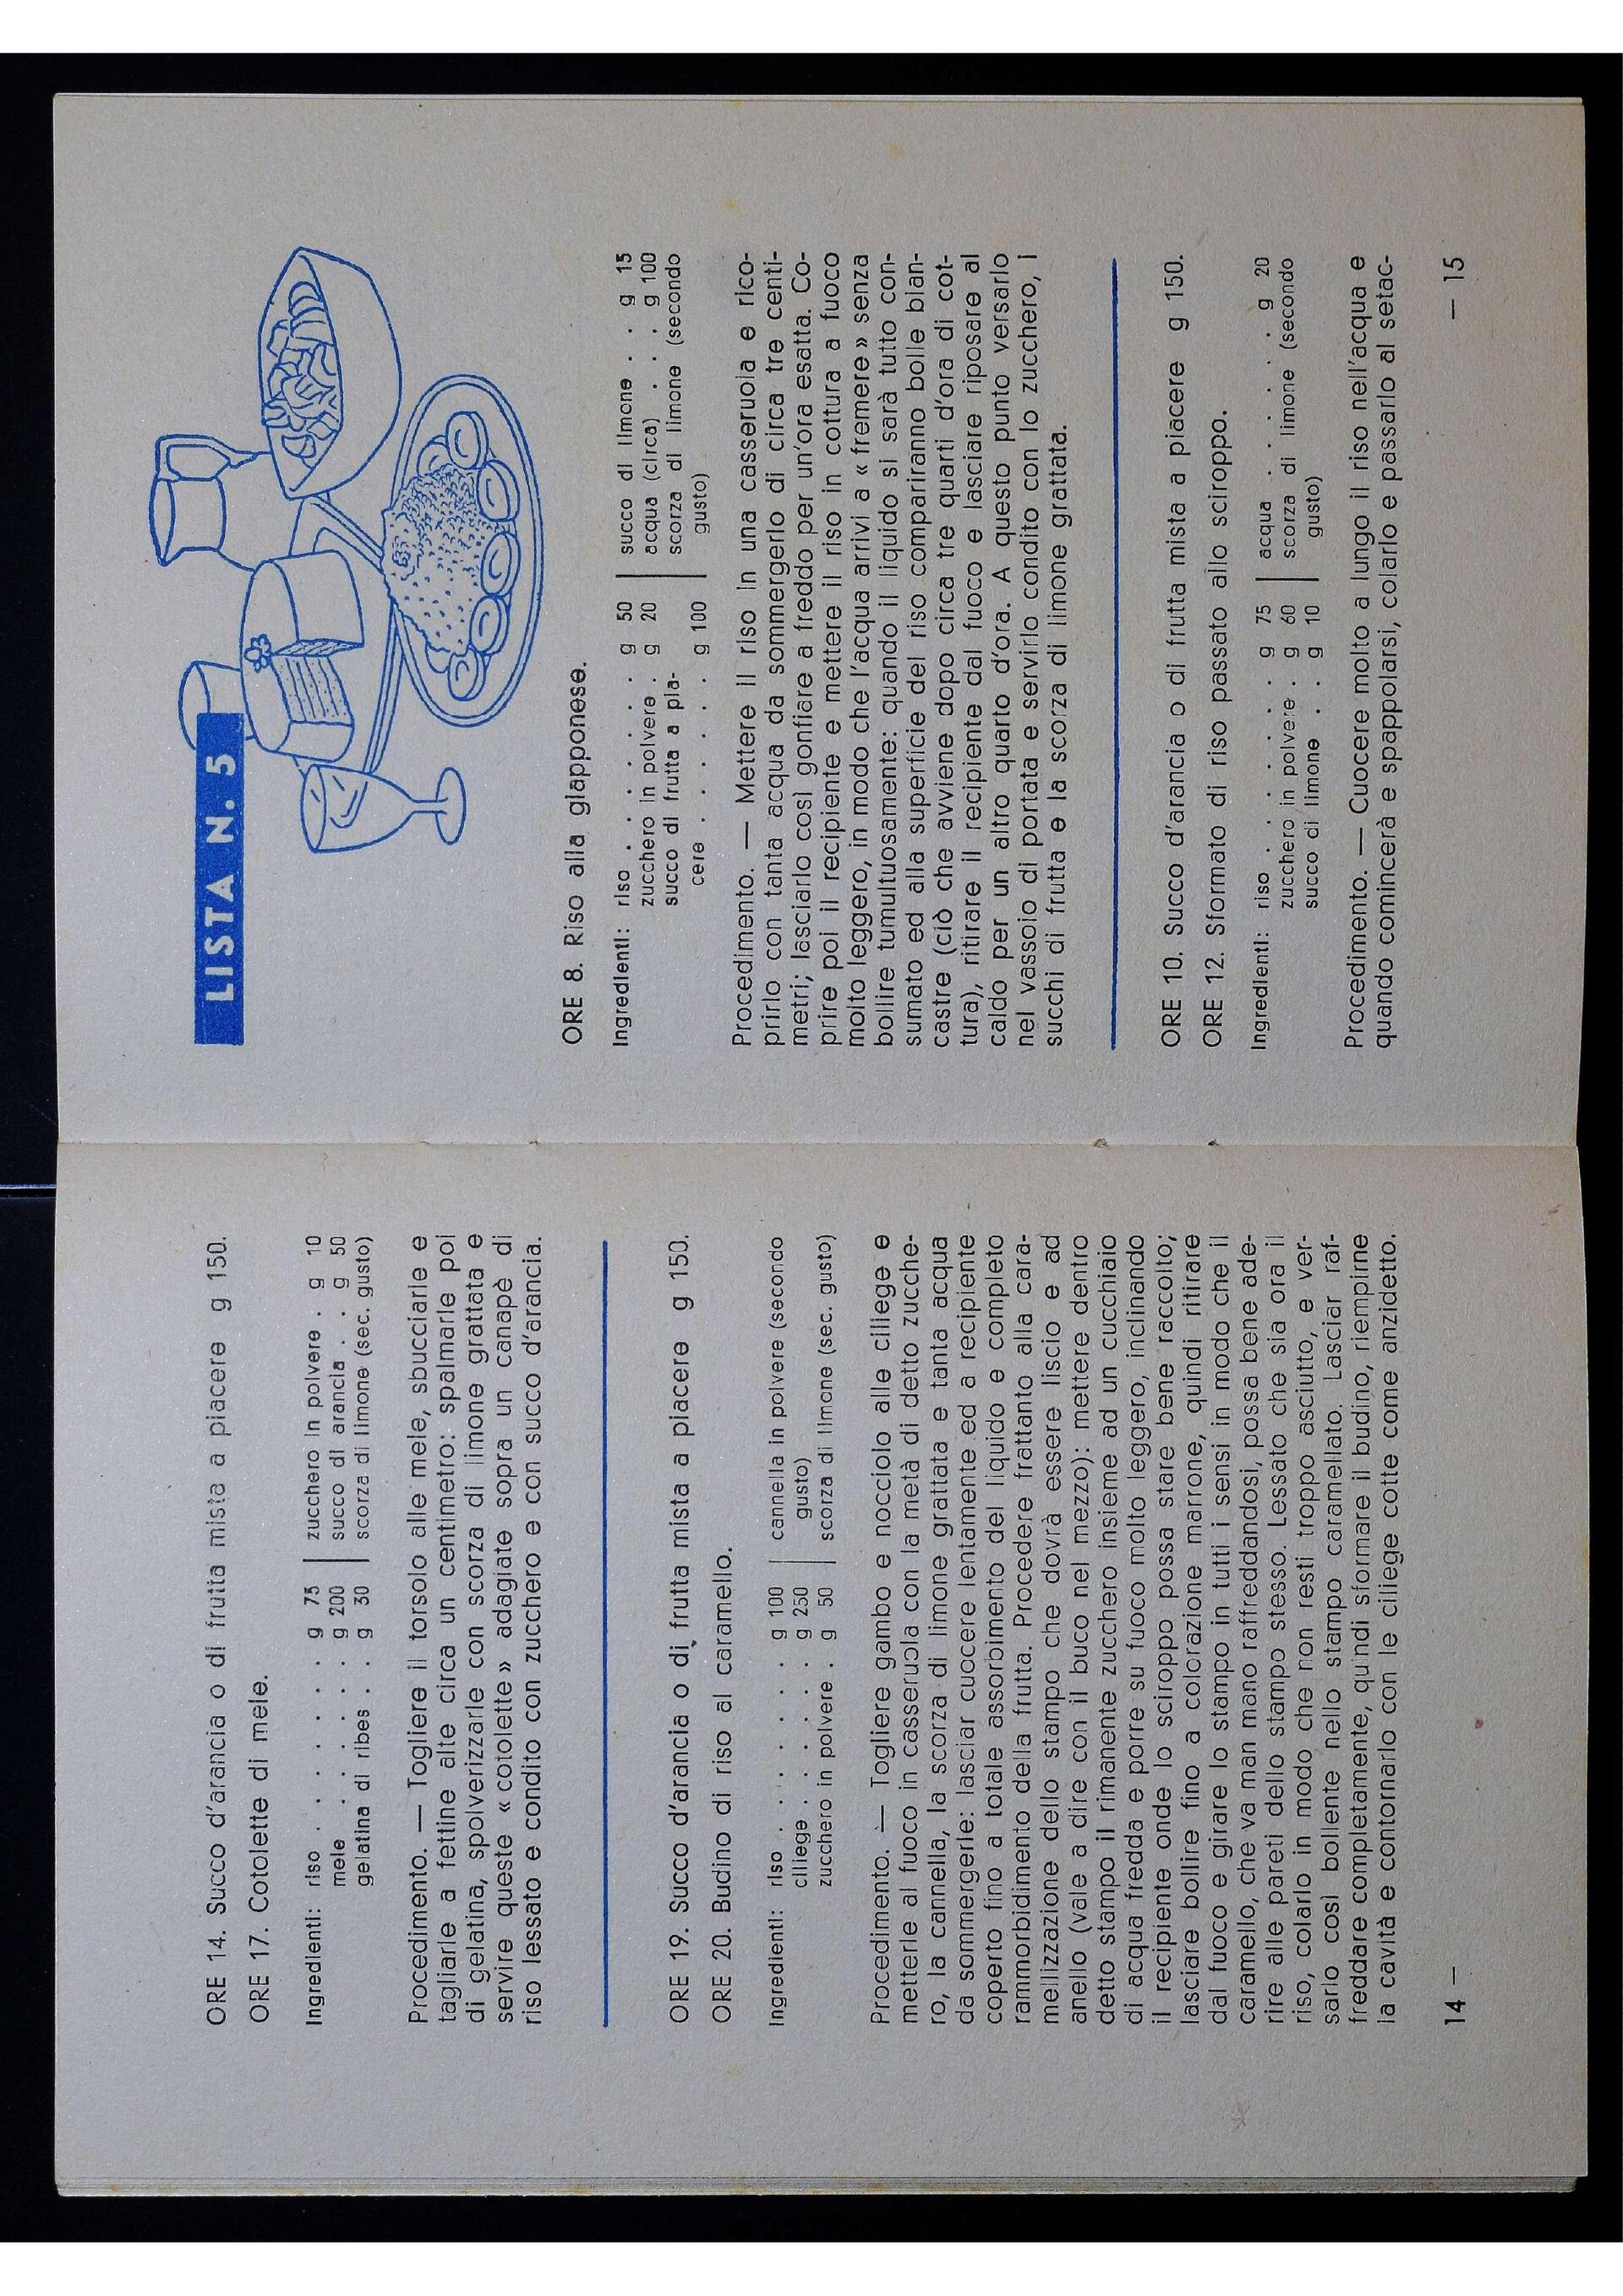 ORE 14. Succo d'arancia o di frutta mista a piacere g 150.
ORE 17. Cotolette di mele.
Ingredienti: riso . . . . . . . g 75 | zucchero in polvere . g 10
mele . . . . . . g 200 | succo di arancia . . g 50
gelatina di ribes . . g 30 | scorza di limone (sec. gusto)
Procedimento. — Togliere il torsolo alle mele, sbucciarle e
tagliarle a fettine alte circa un centimetro: spalmarle poi
di gelatina, spolverizzarle con scorza di limone grattata e
servire queste « cotolette » adagiate sopra un canapè di
riso lessato e condito con zucchero e con succo d'arancia.
ORE 19. Succo d'arancia o di frutta mista a piacere g 150.
ORE 20. Budino di riso al caramello.
Ingredienti: riso . . . . . . . g 100 | cannella in polvere (secondo
ciliege . . . . . . g 250 | gusto)
zucchero in polvere . g 50 | scorza di limone (sec. gusto)
Procedimento. — Togliere gambo e nocciolo alle ciliege e
metterle al fuoco in casseruola con la metà di detto zucche-
ro, la cannella, la scorza di limone grattata e tanta acqua
da sommergerle: lasciar cuocere lentamente ed a recipiente
coperto fino a totale assorbimento del liquido e completo
rammorbidimento della frutta. Procedere frattanto alla cara-
mellizzazione dello stampo che dovrà essere liscio e ad
anello (vale a dire con il buco nel mezzo): mettere dentro
detto stampo il rimanente zucchero insieme ad un cucchiaio
di acqua fredda e porre su fuoco molto leggero, inclinando
il recipiente onde lo sciroppo possa stare bene raccolto;
lasciare bollire fino a colorazione marrone, quindi ritirare
dal fuoco e girare lo stampo in tutti i sensi in modo che il
caramello, che va man mano raffreddandosi, possa bene ade-
rire alle pareti dello stampo stesso. Lessato che sia ora il
riso, colarlo in modo che non resti troppo asciutto, e ver-
sarlo così bollente nello stampo caramellato. Lasciar raf-
freddare completamente, quindi sformare il budino, riempirne
la cavità e contornarlo con le ciliege cotte come anzidetto.
14 —
LISTA N. 5
ORE 8. Riso alla giapponese.
Ingredienti: riso . . . . . . . g 50 | succo di limone . . g 15
zucchero in polvere . g 20 | acqua (circa) . . . g 100
succo di frutta a pia- | scorza di limone (secondo
cere . . . . . . g 100 | gusto)
Procedimento. — Mettere il riso in una casseruola e rico-
prirlo con tanta acqua da sommergerlo di circa tre centi-
metri; lasciarlo così gonfiare a freddo per un'ora esatta. Co-
prire poi il recipiente e mettere il riso in cottura a fuoco
molto leggero, in modo che l'acqua arrivi a « fremere » senza
bollire tumultuosamente: quando il liquido si sarà tutto con-
sumato ed alla superficie del riso compariranno bolle blan-
castre (ciò che avviene dopo circa tre quarti d'ora di cot-
tura), ritirare il recipiente dal fuoco e lasciare riposare al
caldo per un altro quarto d'ora. A questo punto versarlo
nel vassoio di portata e servirlo condito con lo zucchero, i
succhi di frutta e la scorza di limone grattata.
ORE 10. Succo d'arancia o di frutta mista a piacere g 150.
ORE 12. Sformato di riso passato allo sciroppo.
Ingredienti: riso . . . . . . . g 75 | acqua . . . . . . g 20
zucchero in polvere . g 60 | scorza di limone (secondo
succo di limone . . g 10 | gusto)
Procedimento. — Cuocere molto a lungo il riso nell'acqua e
quando comincerà e spappolarsi, colarlo e passarlo al setac-
— 15